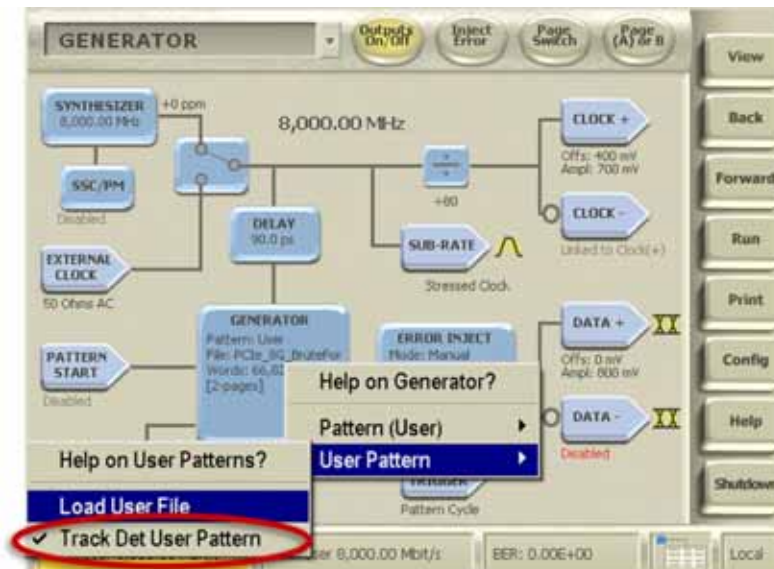 GENERATOR
Outputs On/Off
Inject Error
Page Switch
Page (A) or B
View
Back
Forward
Run
Print
Config
Help
Shutdown
SYNTHESIZER
8,000.00 MHz
+0 ppm
8,000.00 MHz
SSC/PM
Disabled
DELAY
90.0 ps
÷
÷80
CLOCK +
Offs: 400 mV
Ampl: 700 mV
CLOCK -
Linked to Clock(+)
SUB-RATE
Stressed Clock
EXTERNAL CLOCK
50 Ohms AC
PATTERN START
Disabled
GENERATOR
Pattern: User
File: PCIe_8G_BruteFor
Words: 66,
[2-pages]
ERROR INJECT
Mode: Manual
DATA +
Offs: 0 mV
Ampl: 800 mV
DATA -
Disabled
TRIGGER
Pattern Cycle
Help on Generator?
Pattern (User)
User Pattern
Help on User Patterns?
Load User File
✓ Track Det User Pattern
8,000.00 Mbit/s
BER: 0.00E+00
Local